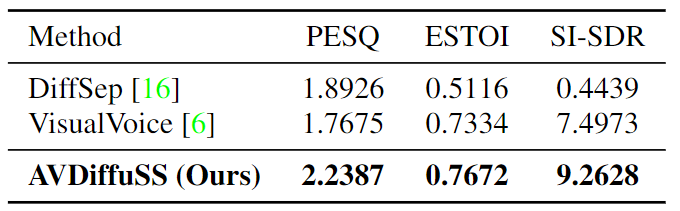 Method PESQ ESTOI SI-SDR
DiffSep [16] 1.8926 0.5116 0.4439
VisualVoice [6] 1.7675 0.7334 7.4973
AVDiffuSS (Ours) 2.2387 0.7672 9.2628